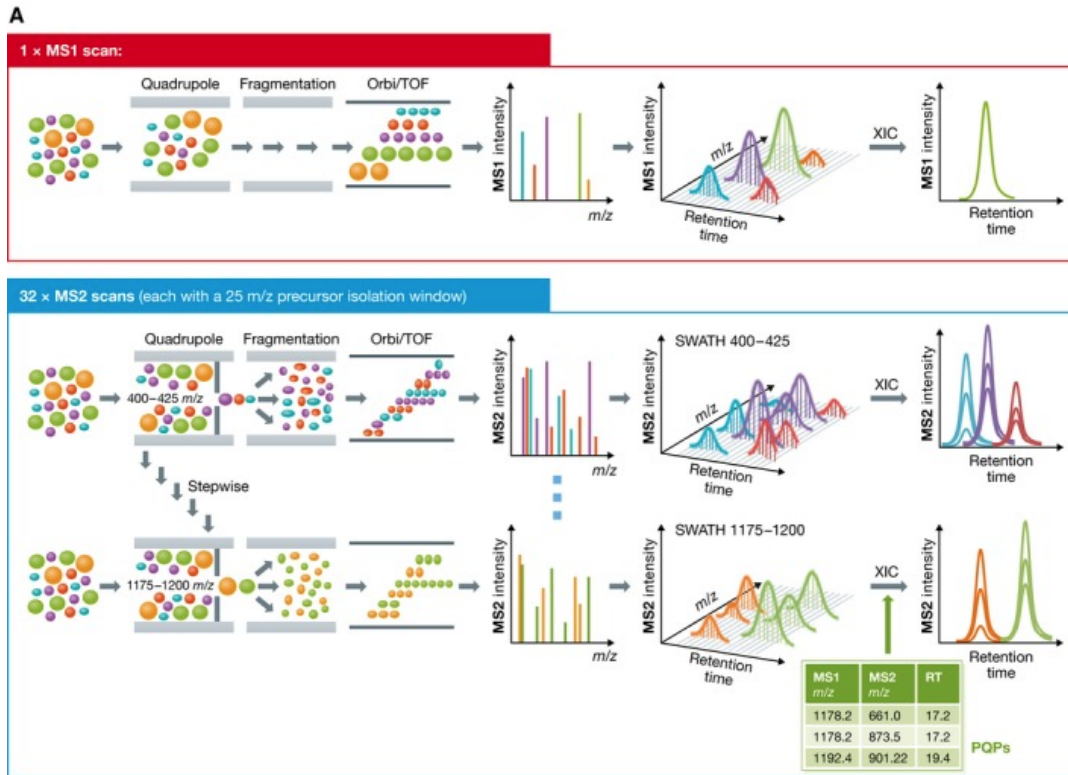 A
1 × MS1 scan:
Quadrupole
Fragmentation
Orbi/TOF
MS1 intensity
m/z
MS1 intensity
m/z
Retention
time
XIC
MS1 intensity
Retention
time
32 × MS2 scans (each with a 25 m/z precursor isolation window)
Quadrupole
Fragmentation
Orbi/TOF
400–425 m/z
MS2 intensity
m/z
SWATH 400–425
MS2 intensity
m/z
Retention
time
XIC
MS2 intensity
Retention
time
Stepwise
1175–1200 m/z
MS2 intensity
m/z
SWATH 1175–1200
MS2 intensity
m/z
Retention
time
XIC
MS2 intensity
Retention
time
MS1 MS2 RT
m/z m/z
1178.2 661.0 17.2
1178.2 873.5 17.2
1192.4 901.22 19.4
PQPs